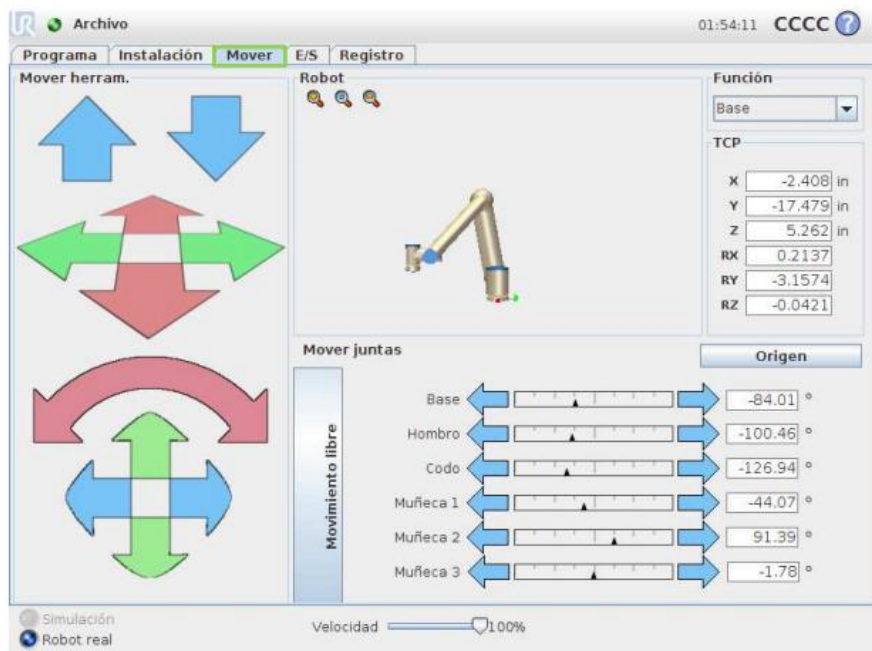 UR Archivo 01:54:11 CCCC ?
Programa Instalación Mover E/S Registro
Mover herram.
Robot
Función
Base
TCP
X -2.408 in
Y -17.479 in
Z 5.262 in
RX 0.2137
RY -3.1574
RZ -0.0421
Mover juntas
Origen
Movimiento libre
Base -84.01 °
Hombro -100.46 °
Codo -126.94 °
Muñeca 1 -44.07 °
Muñeca 2 91.39 °
Muñeca 3 -1.78 °
Simulación
Robot real
Velocidad 100%